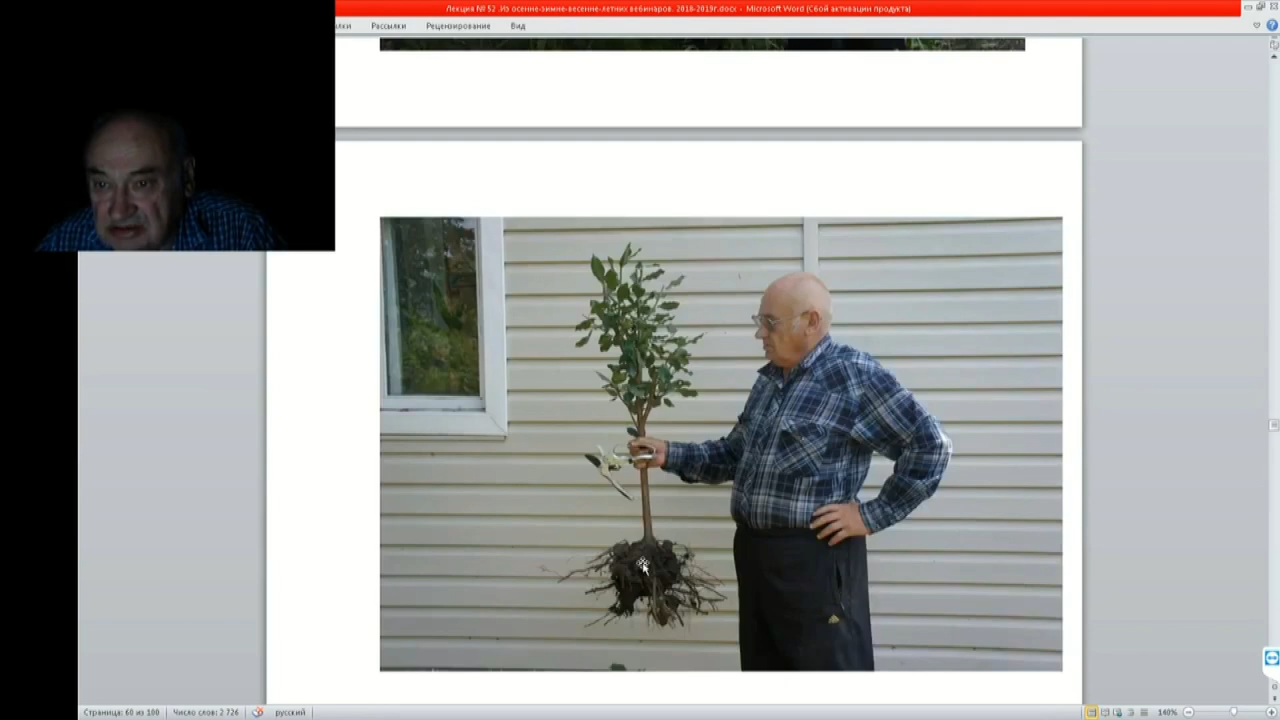 Лекция № 52 .Из осенне-зимне-весенне-летних вебинаров. 2018-2019г.docx - Microsoft Word (Сбой активации продукта)
Рассылки Рецензирование Вид
Страница: 60 из 100 Число слов: 2 726 русский 140%